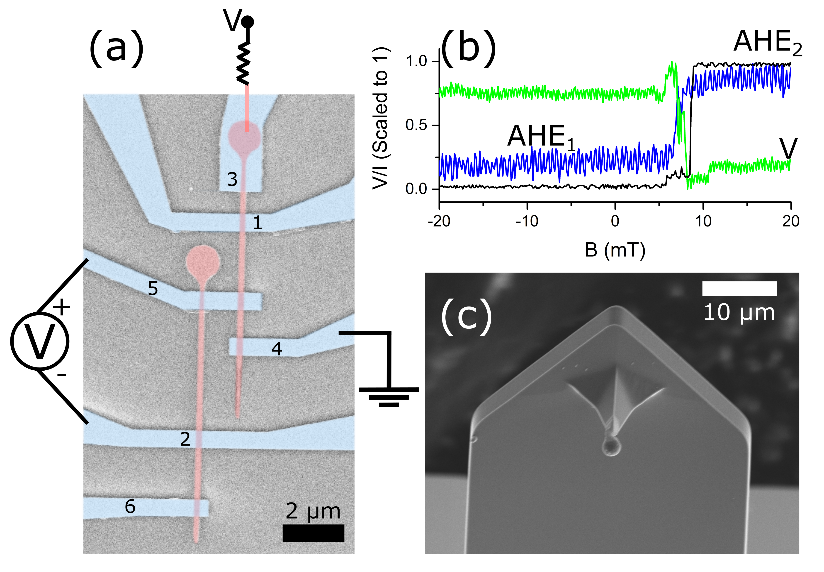 (a)
V
3
1
5
4
2
6
+
V
-
2 µm
(b)
AHE2
AHE1
V
V/I (Scaled to 1)
1.0
0.5
0.0
-20 -10 0 10 20
B (mT)
(c)
10 µm